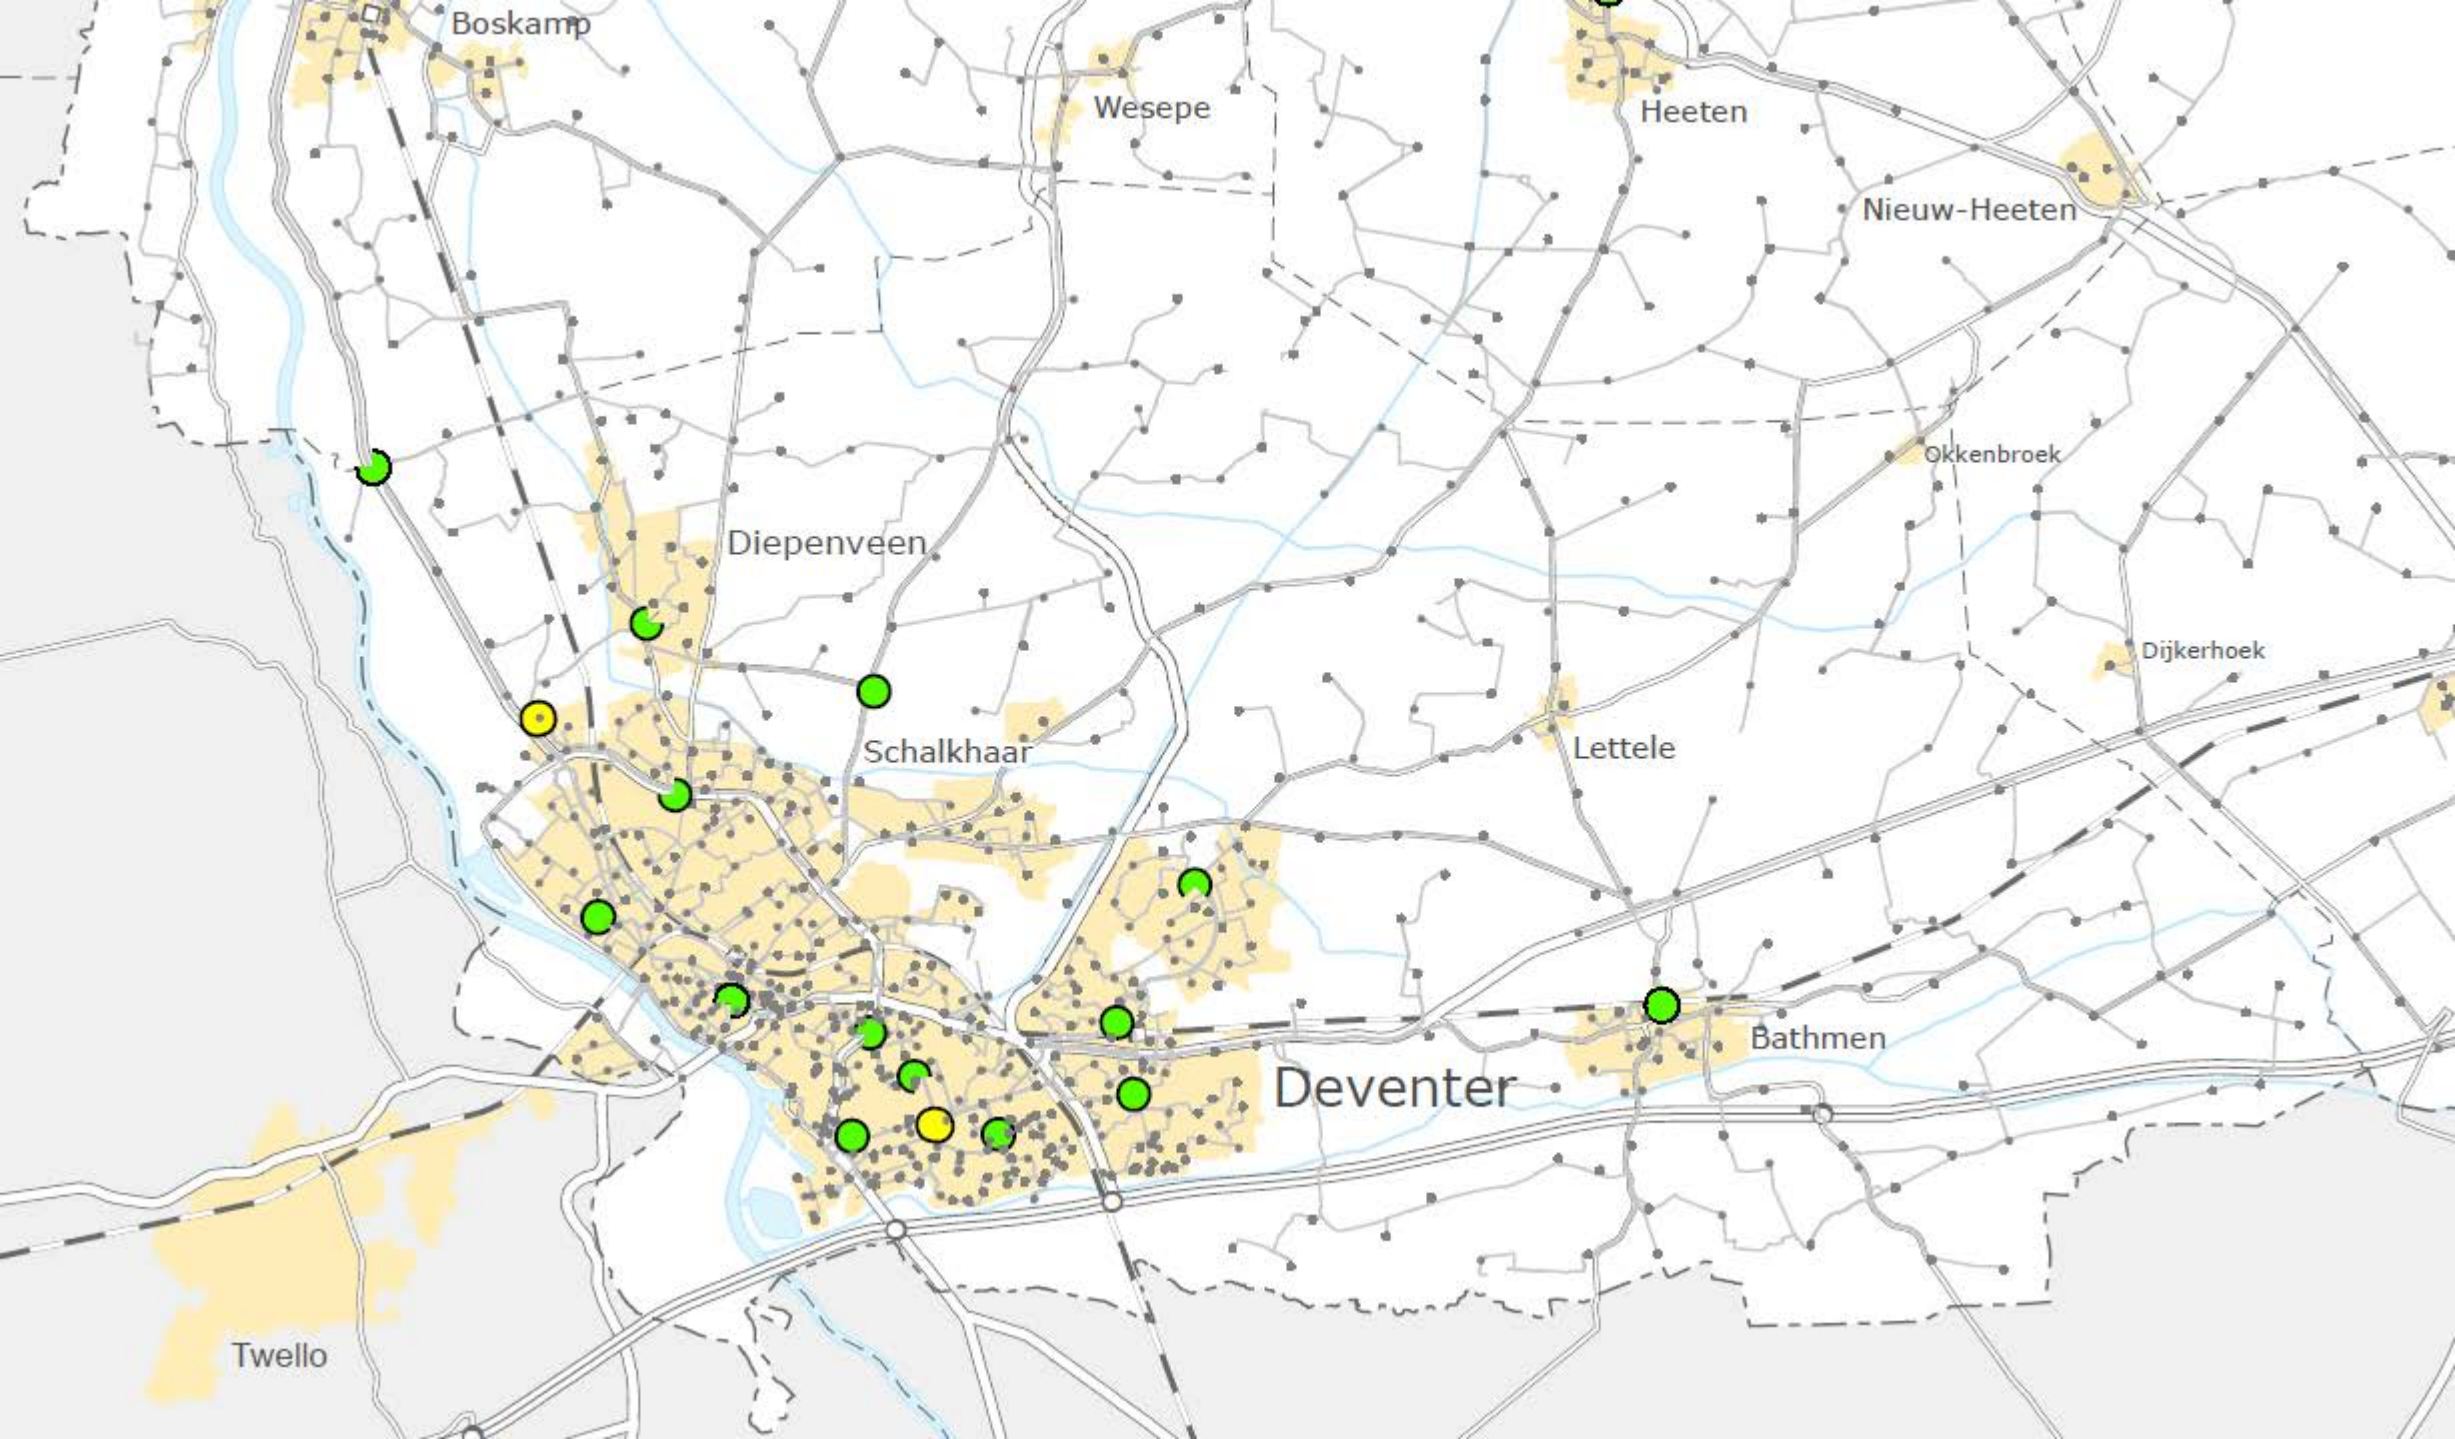 Boskamp
Wesepe
Heeten
Nieuw-Heeten
Okkenbroek
Diepenveen
Dijkerhoek
Schalkhaar
Lettele
Bathmen
Deventer
Twello